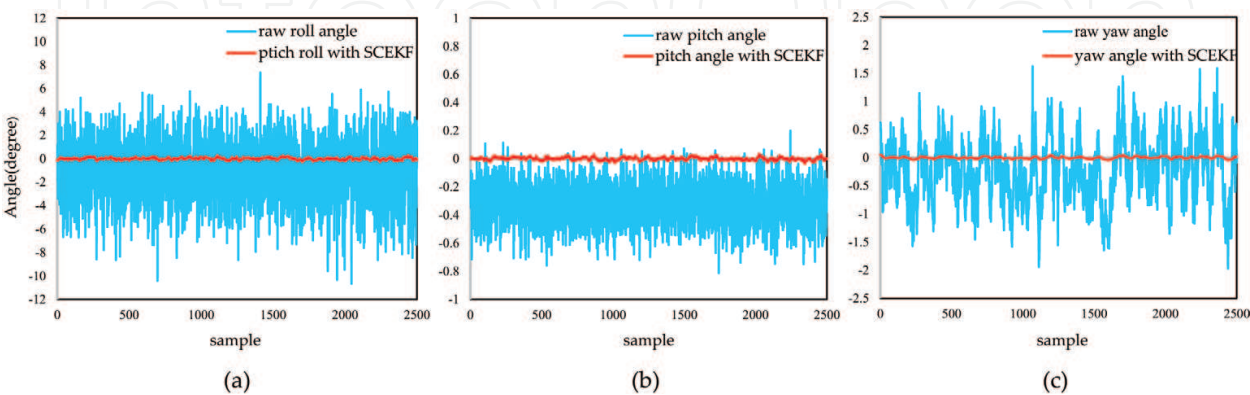 12
10
8
6
4
2
0
-2
-4
-6
-8
-10
-12
Angle(degree)
raw roll angle
ptich roll with SCEKF
0 500 1000 1500 2000 2500
sample
(a)
1
0.8
0.6
0.4
0.2
0
-0.2
-0.4
-0.6
-0.8
-1
raw pitch angle
pitch angle with SCEKF
0 500 1000 1500 2000 2500
sample
(b)
2.5
2
1.5
1
0.5
0
-0.5
-1
-1.5
-2
-2.5
raw yaw angle
yaw angle with SCEKF
0 500 1000 1500 2000 2500
sample
(c)